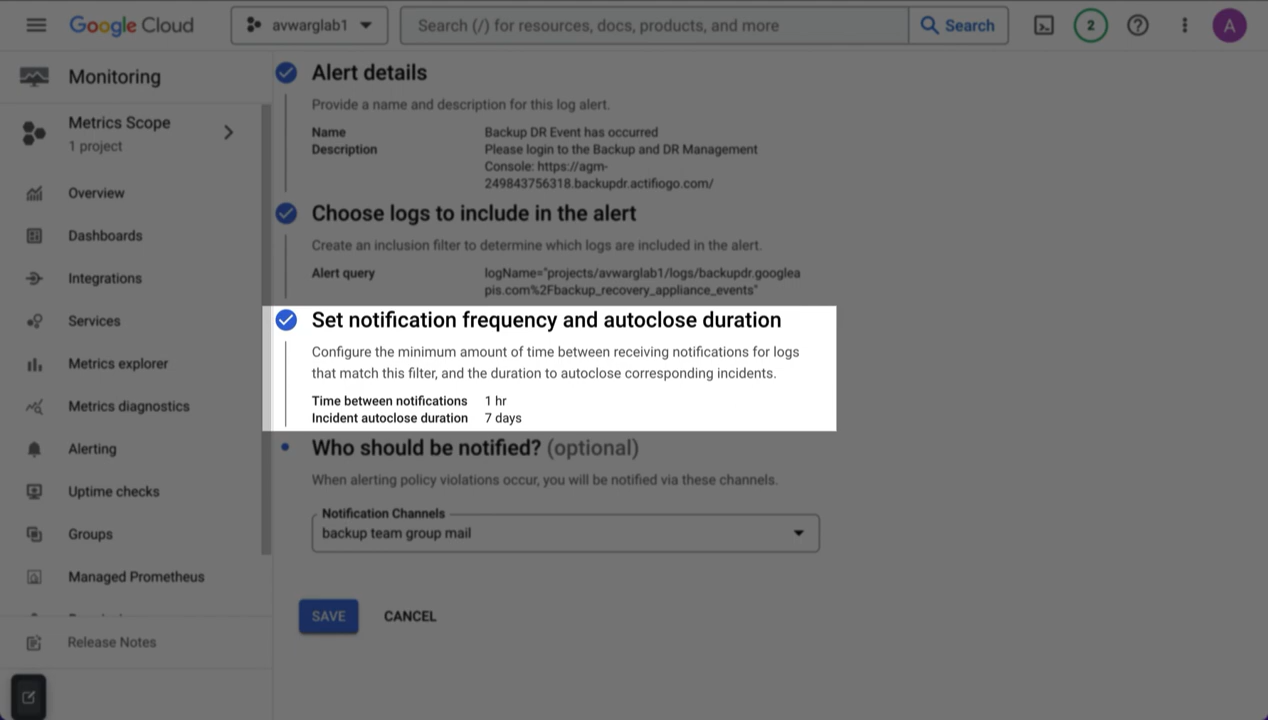 Google Cloud
avwarglab1
Search (/) for resources, docs, products, and more
Search
2
A
Monitoring
Metrics Scope
1 project
Overview
Dashboards
Integrations
Services
Metrics explorer
Metrics diagnostics
Alerting
Uptime checks
Groups
Managed Prometheus
Release Notes
Alert details
Provide a name and description for this log alert.
Name Backup DR Event has occurred
Description Please login to the Backup and DR Management
Console: https://agm-
249843756318.backupdr.actifiogo.com/
Choose logs to include in the alert
Create an inclusion filter to determine which logs are included in the alert.
Alert query logName="projects/avwarglab1/logs/backupdr.googlea
pis.com%2Fbackup_recovery_appliance_events"
Set notification frequency and autoclose duration
Configure the minimum amount of time between receiving notifications for logs
that match this filter, and the duration to autoclose corresponding incidents.
Time between notifications 1 hr
Incident autoclose duration 7 days
Who should be notified? (optional)
When alerting policy violations occur, you will be notified via these channels.
Notification Channels
backup team group mail
SAVE CANCEL